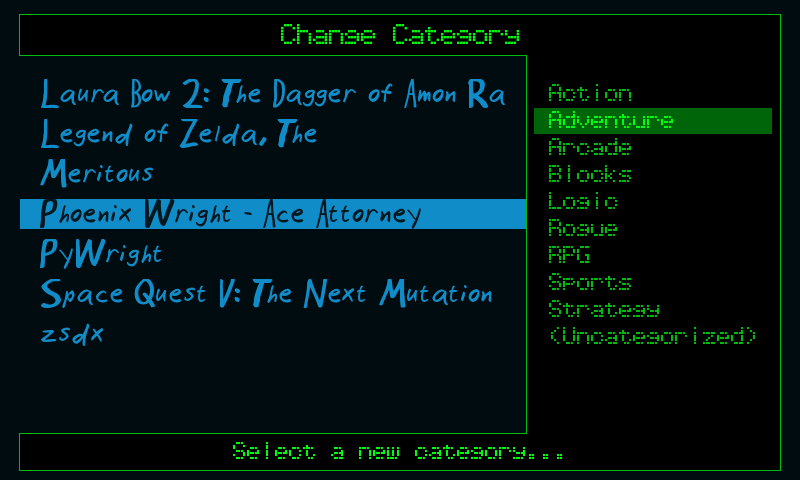 Change Category
Laura Bow 2: The Dagger of Amon Ra
Legend of Zelda, The
Meritous
Phoenix Wright - Ace Attorney
PyWright
Space Quest V: The Next Mutation
zsdx
Action
Adventure
Arcade
Blocks
Logic
Rogue
RPG
Sports
Strategy
(Uncategorized)
Select a new category...